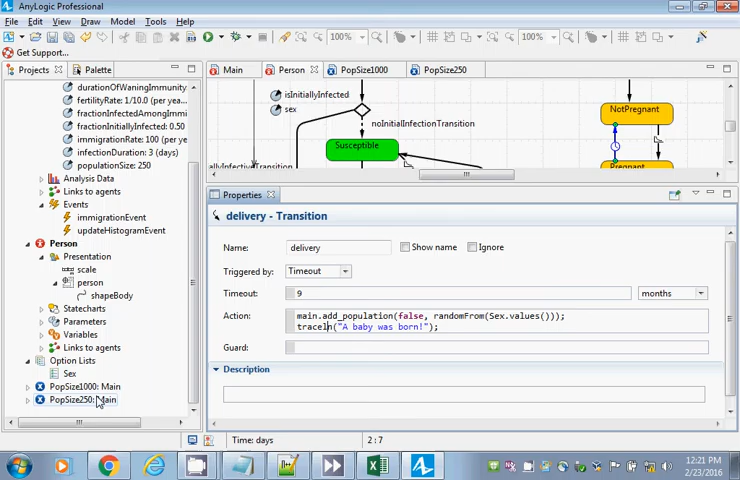 AnyLogic Professional
File Edit View Draw Model Tools Help
100%
100%
Get Support...
Projects
Palette
durationOfWaningImmunity
fertilityRate: 1/10.0 (per yea
fractionInfectedAmongImmi
fractionInitiallyInfected: 0.50
immigrationRate: 100 (per yea
infectionDuration: 3 (days)
populationSize: 250
Analysis Data
Links to agents
Events
immigrationEvent
updateHistogramEvent
Person
Presentation
scale
person
shapeBody
Statecharts
Parameters
Variables
Links to agents
Option Lists
Sex
PopSize1000: Main
PopSize250: Main
Main
Person
PopSize1000
PopSize250
isInitiallyInfected
sex
noInitialInfectionTransition
Susceptible
allyInfectiveTransition
NotPregnant
Pregnant
Properties
delivery - Transition
Name: delivery
Show name
Ignore
Triggered by: Timeout
Timeout: 9 months
Action: main.add_population(false, randomFrom(Sex.values()));
traceln("A baby was born!");
Guard:
Description
Time: days
2 : 7
12:21 PM
2/23/2016